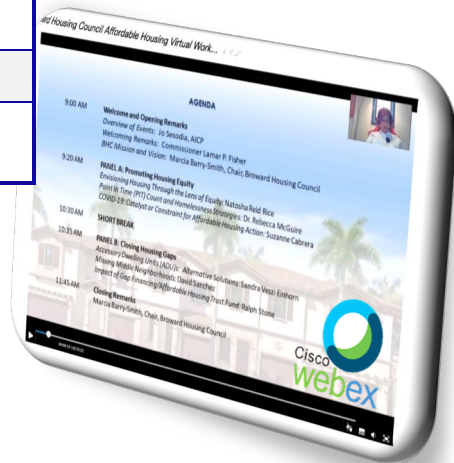 ard Housing Council Affordable Housing Virtual Work...
AGENDA
9:00 AM Welcome and Opening Remarks
Overview of Events: Jo Sesodia, AICP
Welcoming Remarks: Commissioner Lamar P. Fisher
BHC Mission and Vision: Marcia Barry-Smith, Chair, Broward Housing Council
9:20 AM PANEL A: Promoting Housing Equity
Envisioning Housing Through the Lens of Equity: Natosha Reid Rice
Point in Time (PIT) Count and Homelessness Strategies: Dr. Rebecca McGuire
COVID-19: Catalyst or Constraint for Affordable Housing Action: Suzanne Cabrera
10:30 AM SHORT BREAK
10:35 AM PANEL B: Closing Housing Gaps
Accessory Dwelling Units (ADU)s: Alternative Solutions: Sandra Veszi Einhorn
Missing Middle Neighborhoods: David Sanchez
Impact of Gap Financing/Affordable Housing Trust Fund: Ralph Stone
11:45 AM Closing Remarks
Marcia Barry-Smith, Chair, Broward Housing Council
Cisco
webex